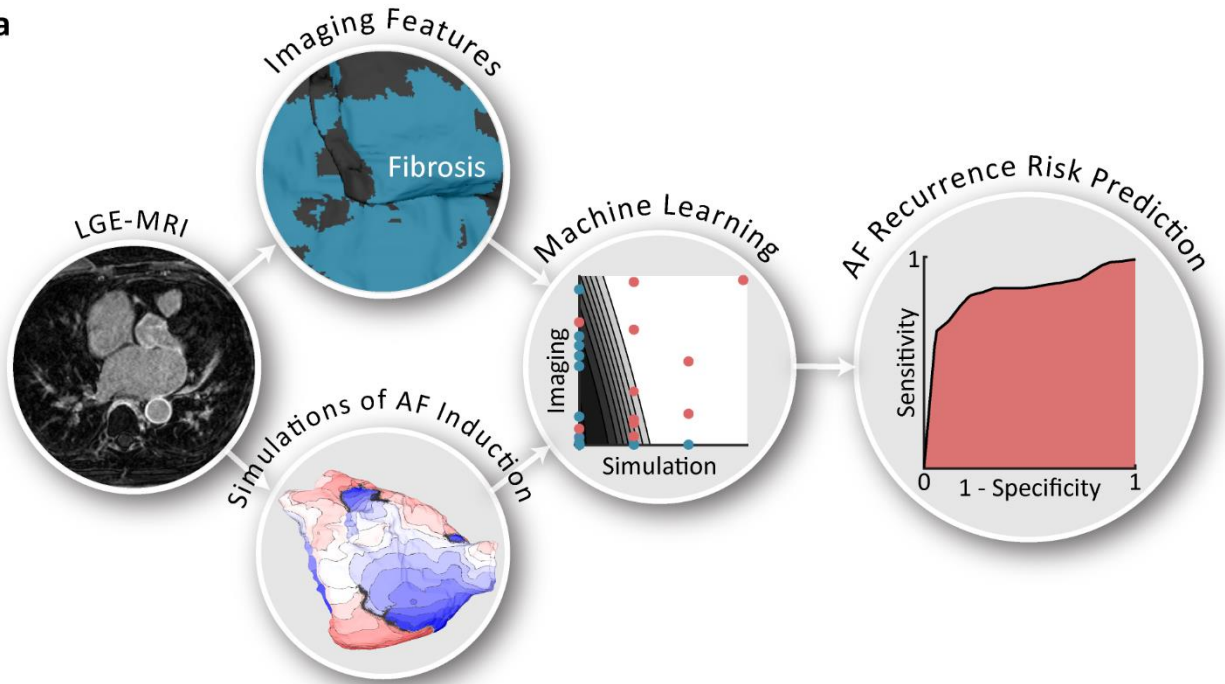 a
Imaging Features
Fibrosis
LGE-MRI
Simulations of AF Induction
Machine Learning
Imaging
Simulation
AF Recurrence Risk Prediction
1
Sensitivity
0
1 - Specificity
1